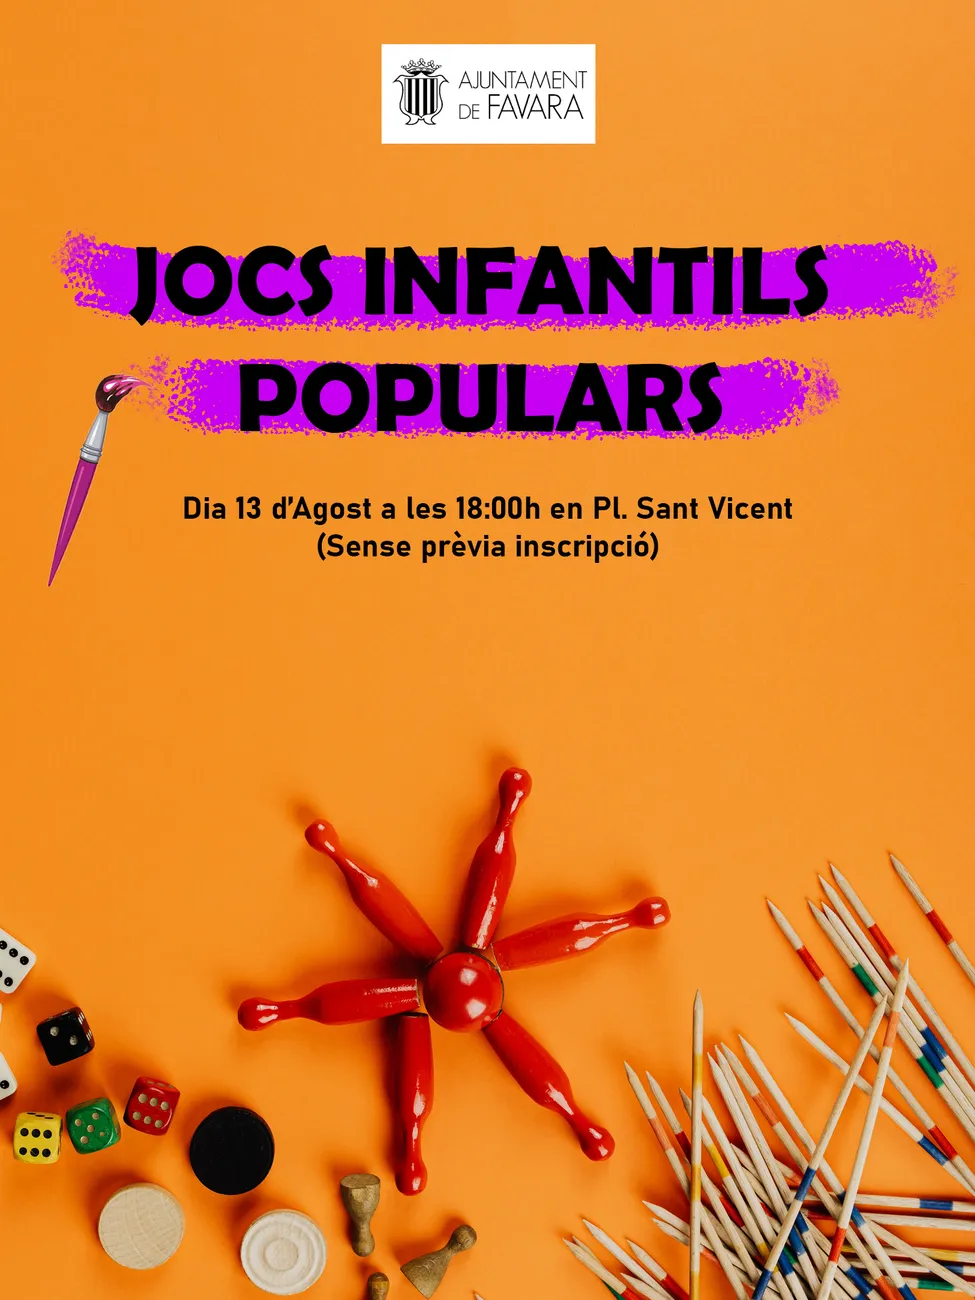 AJUNTAMENT
DE FAVARA
JOCS INFANTILS
POPULARS
Dia 13 d'Agost a les 18:00h en Pl. Sant Vicent
(Sense prèvia inscripció)